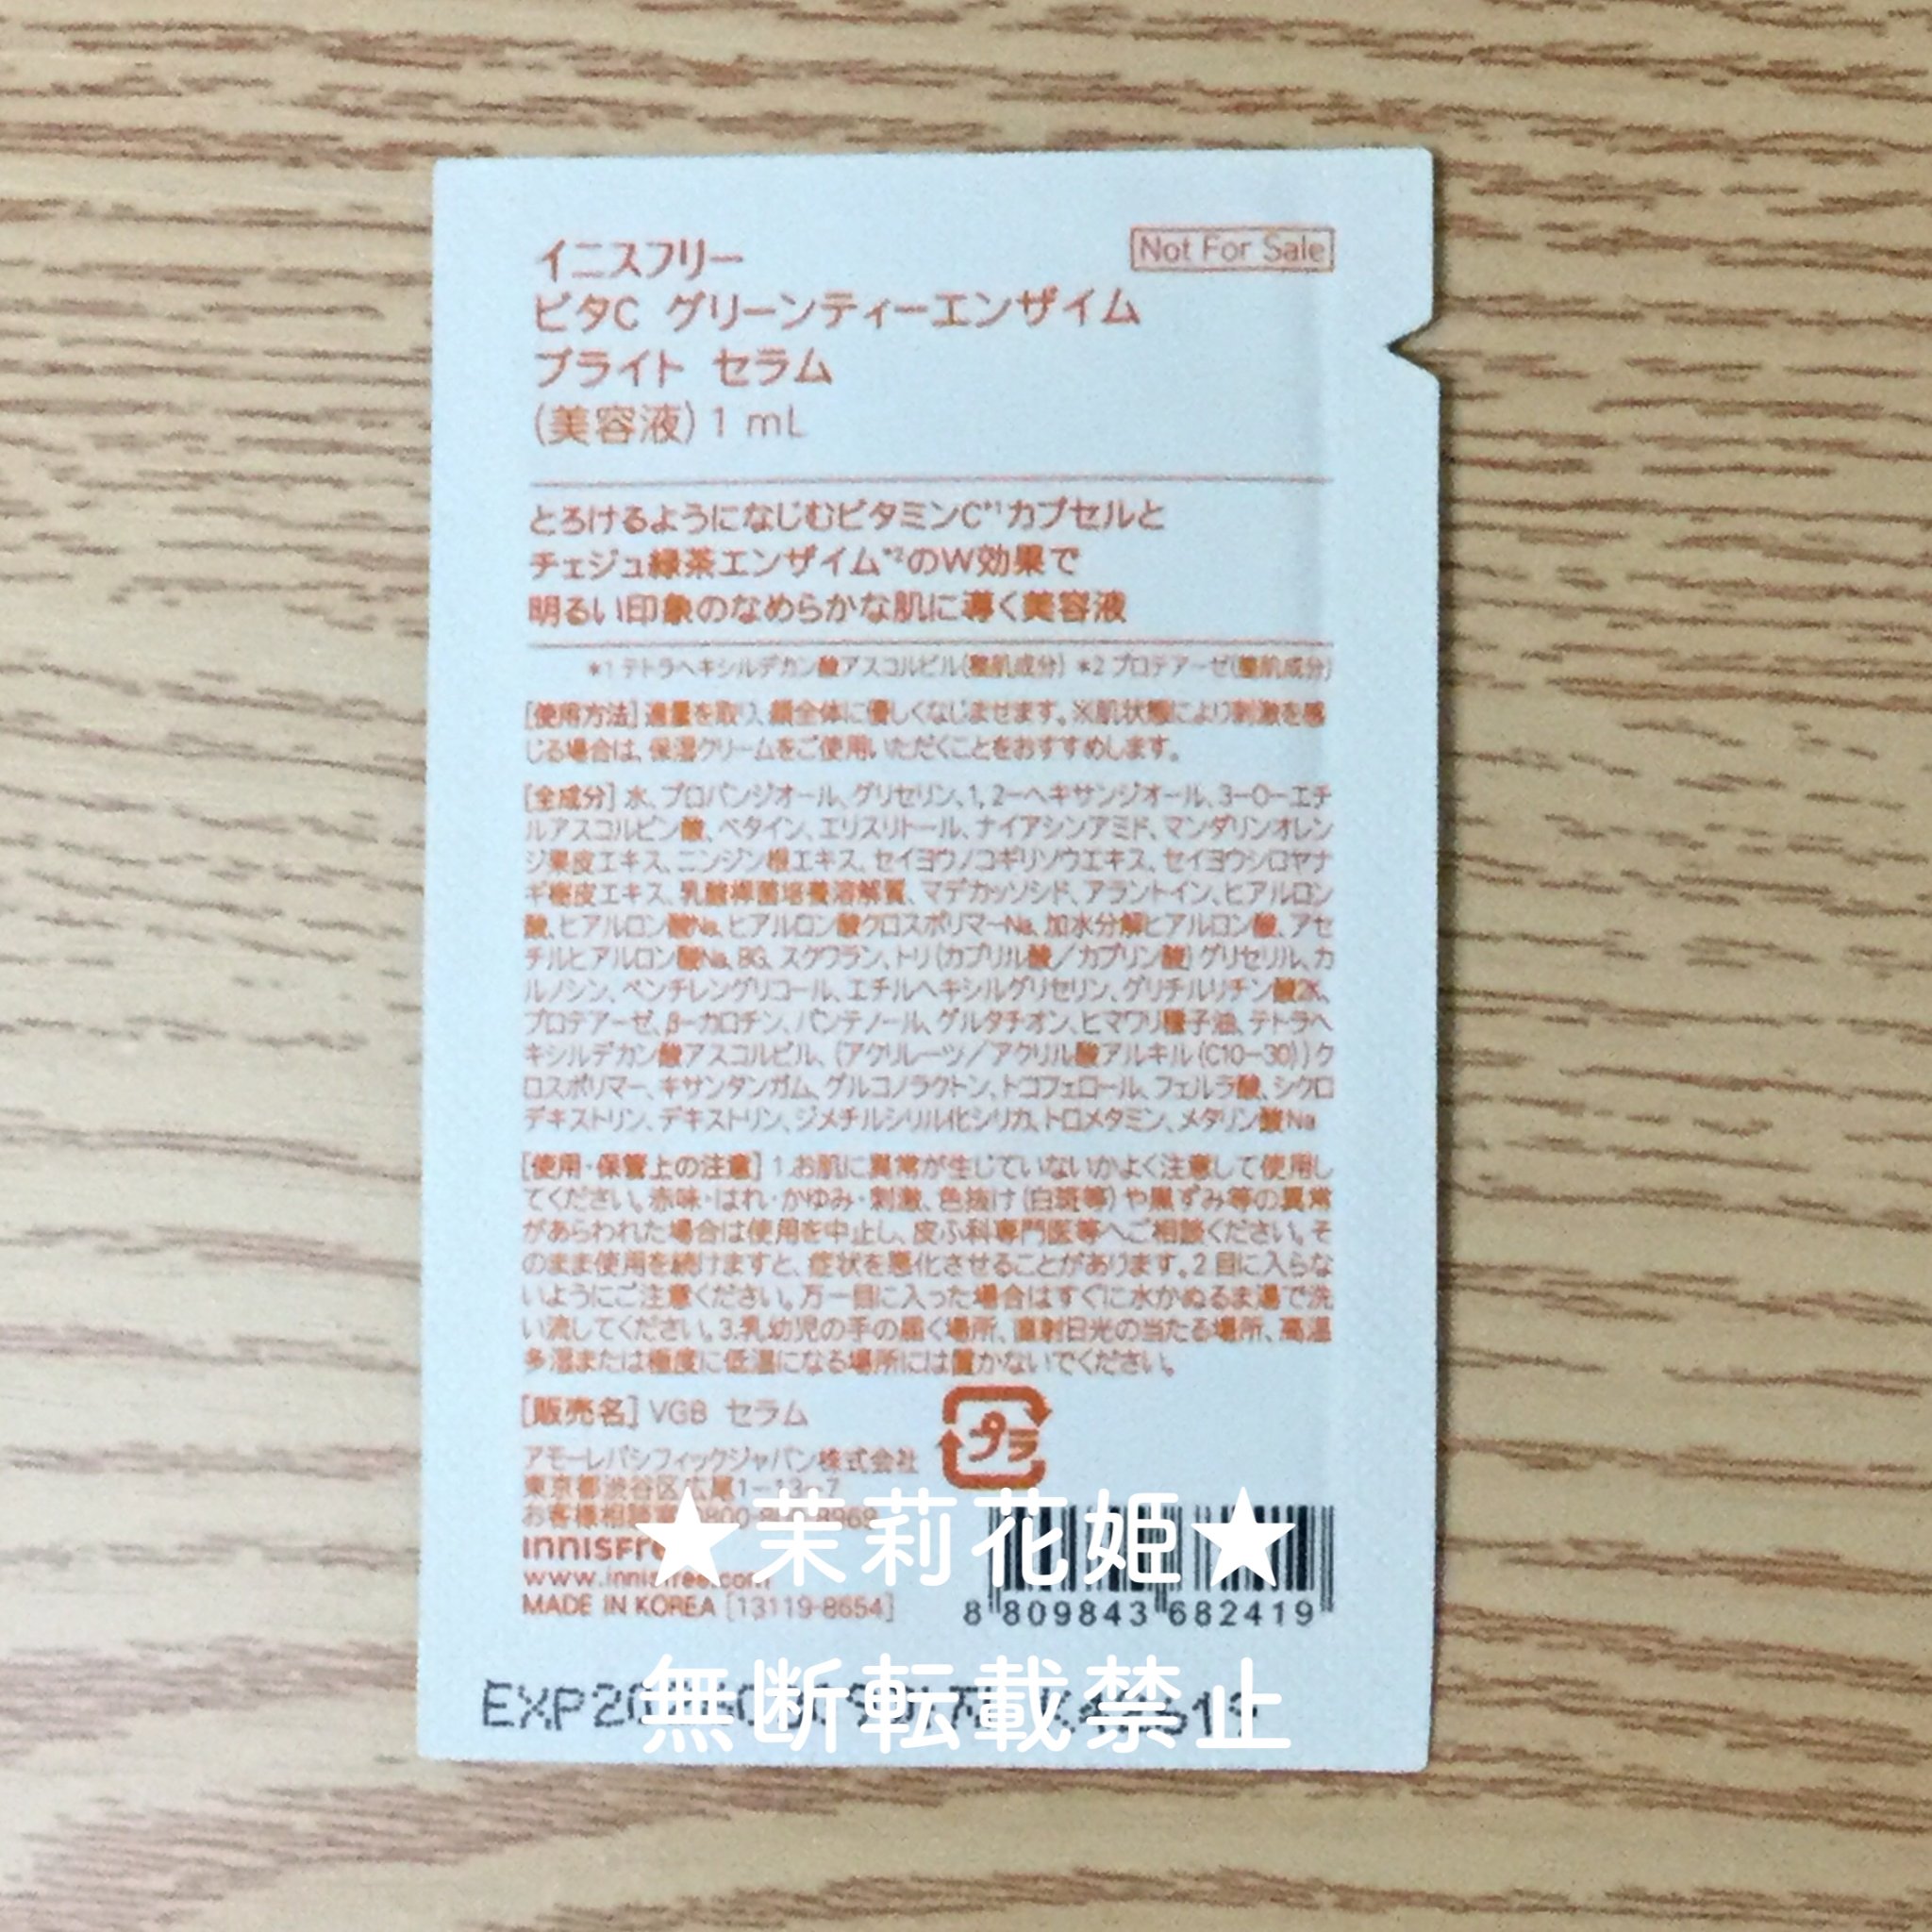 イニスフリー
Not For Sale
ビタC グリーンティーエンザイム
ブライト セラム
(美容液) 1 mL
とろけるようになじむビタミンC*1カプセルと
チェジュ緑茶エンザイム*2のW効果で
明るい印象のなめらかな肌に導く美容液
*1 テトラヘキシルデカン酸アスコルビル(整肌成分) *2 プロテアーゼ(整肌成分)
[使用方法] 適量を取り、顔全体に優しくなじませます。※肌状態により刺激を感
じる場合は、保湿クリームをご使用いただくことをおすすめします。
[全成分] 水、プロパンジオール、グリセリン、1,2-ヘキサンジオール、3-O-エチ
ルアスコルビン酸、ベタイン、エリスリトール、ナイアシンアミド、マンダリンオレン
ジ果皮エキス、ニンジン根エキス、セイヨウノコギリソウエキス、セイヨウシロヤナ
ギ樹皮エキス、乳酸桿菌培養溶解質、マデカッソシド、アラントイン、ヒアルロン
酸、ヒアルロン酸Na、ヒアルロン酸クロスポリマーNa、加水分解ヒアルロン酸、アセ
チルヒアルロン酸Na、BG、スクワラン、トリ(カプリル酸/カプリン酸)グリセリル、カ
ルノシン、ペンチレングリコール、エチルヘキシルグリセリン、グリチルリチン酸2K、
プロテアーゼ、β-カロチン、パンテノール、グルタチオン、ヒマワリ種子油、テトラヘ
キシルデカン酸アスコルビル、(アクリレーツ/アクリル酸アルキル(C10-30))ク
ロスポリマー、キサンタンガム、グルコノラクトン、トコフェロール、フェルラ酸、シクロ
デキストリン、デキストリン、ジメチルシリル化シリカ、トロメタミン、メタリン酸Na
[使用・保管上の注意] 1.お肌に異常が生じていないかよく注意して使用し
てください。赤味・はれ・かゆみ・刺激、色抜け(白斑等)や黒ずみ等の異常
があらわれた場合は使用を中止し、皮ふ科専門医等へご相談ください。そ
のまま使用を続けますと、症状を悪化させることがあります。2.目に入らな
いようにご注意ください。万一目に入った場合はすぐに水かぬるま湯で洗
い流してください。3.乳幼児の手の届く場所、直射日光の当たる場所、高温
多湿または極度に低温になる場所には置かないでください。
[販売名] VGB セラム
プラ
アモーレパシフィックジャパン株式会社
東京都渋谷区広尾1-13-7
お客様相談室
innisfree
www.innisfree.com
MADE IN KOREA [13119-8654]
8 809843 682419
★茉莉花姫★
無断転載禁止